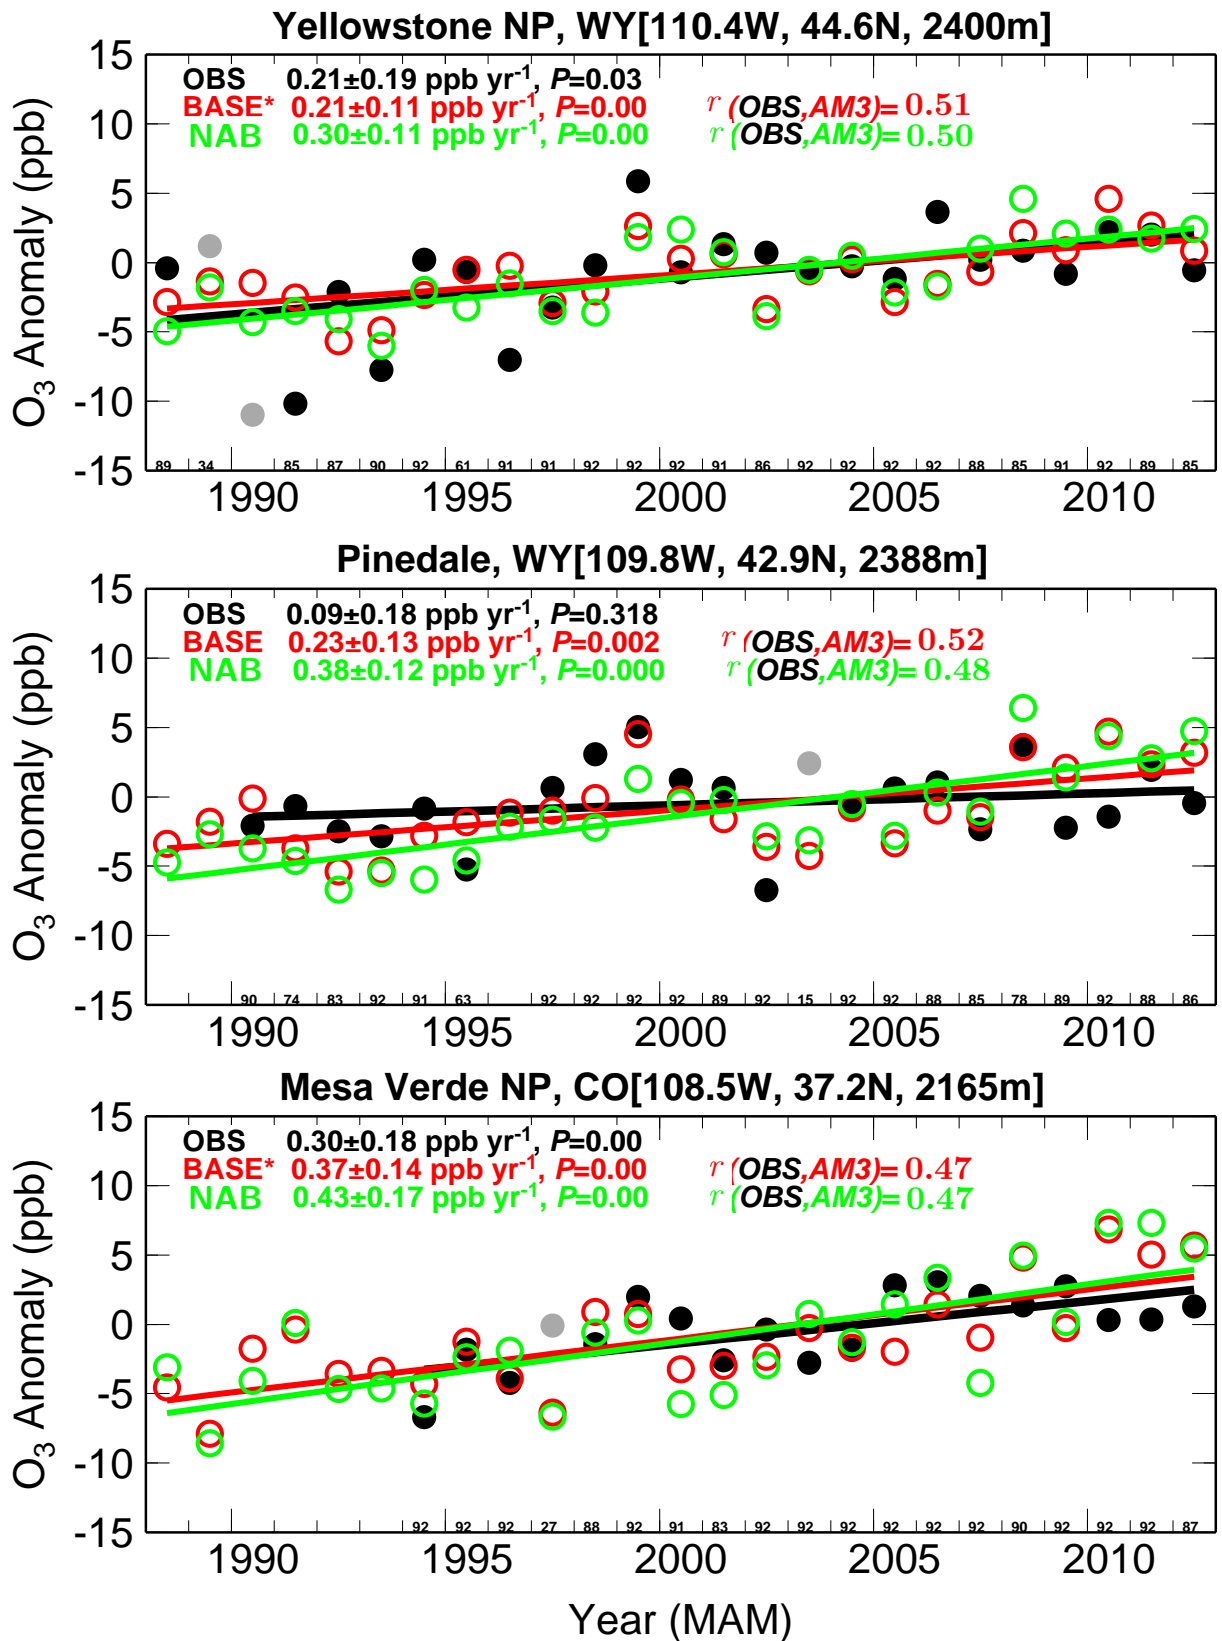 Yellowstone NP, WY[110.4W, 44.6N, 2400m]
OBS 0.21±0.19 ppb yr-1, P=0.03
BASE* 0.21±0.11 ppb yr-1, P=0.00 r (OBS,AM3)= 0.51
NAB 0.30±0.11 ppb yr-1, P=0.00 r (OBS,AM3)= 0.50
O3 Anomaly (ppb)
15
10
5
0
-5
-10
-15
89 34 85 87 90 92 61 91 91 92 92 92 91 86 92 92 92 92 88 85 91 92 89 85
1990 1995 2000 2005 2010
Pinedale, WY[109.8W, 42.9N, 2388m]
OBS 0.09±0.18 ppb yr-1, P=0.318
BASE 0.23±0.13 ppb yr-1, P=0.002 r (OBS,AM3)= 0.52
NAB 0.38±0.12 ppb yr-1, P=0.000 r (OBS,AM3)= 0.48
O3 Anomaly (ppb)
15
10
5
0
-5
-10
-15
90 74 83 92 91 63 92 92 92 92 89 92 15 92 92 88 85 78 89 92 88 86
1990 1995 2000 2005 2010
Mesa Verde NP, CO[108.5W, 37.2N, 2165m]
OBS 0.30±0.18 ppb yr-1, P=0.00
BASE* 0.37±0.14 ppb yr-1, P=0.00 r (OBS,AM3)= 0.47
NAB 0.43±0.17 ppb yr-1, P=0.00 r (OBS,AM3)= 0.47
O3 Anomaly (ppb)
15
10
5
0
-5
-10
-15
92 92 92 27 88 92 91 83 92 92 92 92 92 92 90 92 92 92 87
1990 1995 2000 2005 2010
Year (MAM)